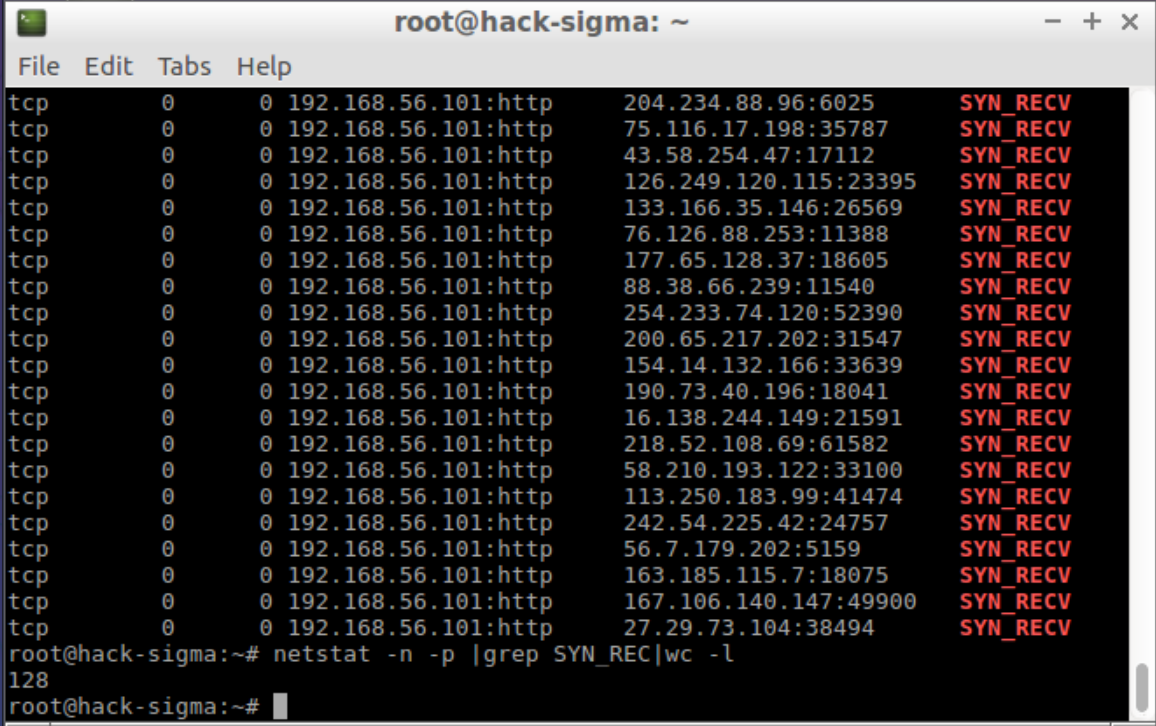 root@hack-sigma: ~
File Edit Tabs Help
tcp 0 0 192.168.56.101:http 204.234.88.96:6025 SYN_RECV
tcp 0 0 192.168.56.101:http 75.116.17.198:35787 SYN_RECV
tcp 0 0 192.168.56.101:http 43.58.254.47:17112 SYN_RECV
tcp 0 0 192.168.56.101:http 126.249.120.115:23395 SYN_RECV
tcp 0 0 192.168.56.101:http 133.166.35.146:26569 SYN_RECV
tcp 0 0 192.168.56.101:http 76.126.88.253:11388 SYN_RECV
tcp 0 0 192.168.56.101:http 177.65.128.37:18605 SYN_RECV
tcp 0 0 192.168.56.101:http 88.38.66.239:11540 SYN_RECV
tcp 0 0 192.168.56.101:http 254.233.74.120:52390 SYN_RECV
tcp 0 0 192.168.56.101:http 200.65.217.202:31547 SYN_RECV
tcp 0 0 192.168.56.101:http 154.14.132.166:33639 SYN_RECV
tcp 0 0 192.168.56.101:http 190.73.40.196:18041 SYN_RECV
tcp 0 0 192.168.56.101:http 16.138.244.149:21591 SYN_RECV
tcp 0 0 192.168.56.101:http 218.52.108.69:61582 SYN_RECV
tcp 0 0 192.168.56.101:http 58.210.193.122:33100 SYN_RECV
tcp 0 0 192.168.56.101:http 113.250.183.99:41474 SYN_RECV
tcp 0 0 192.168.56.101:http 242.54.225.42:24757 SYN_RECV
tcp 0 0 192.168.56.101:http 56.7.179.202:5159 SYN_RECV
tcp 0 0 192.168.56.101:http 163.185.115.7:18075 SYN_RECV
tcp 0 0 192.168.56.101:http 167.106.140.147:49900 SYN_RECV
tcp 0 0 192.168.56.101:http 27.29.73.104:38494 SYN_RECV
root@hack-sigma:~# netstat -n -p |grep SYN_REC|wc -l
128
root@hack-sigma:~#